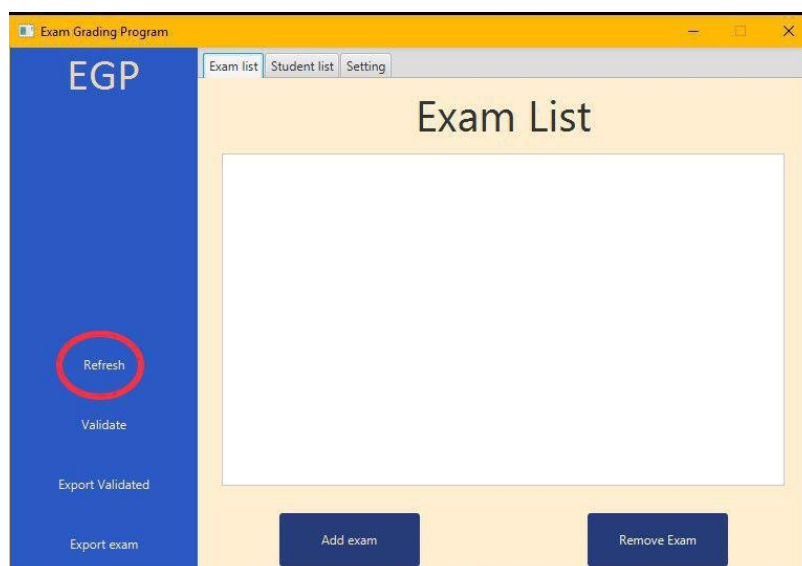 Exam Grading Program
EGP
Exam list Student list Setting
Exam List
Refresh
Validate
Export Validated
Export exam
Add exam Remove Exam